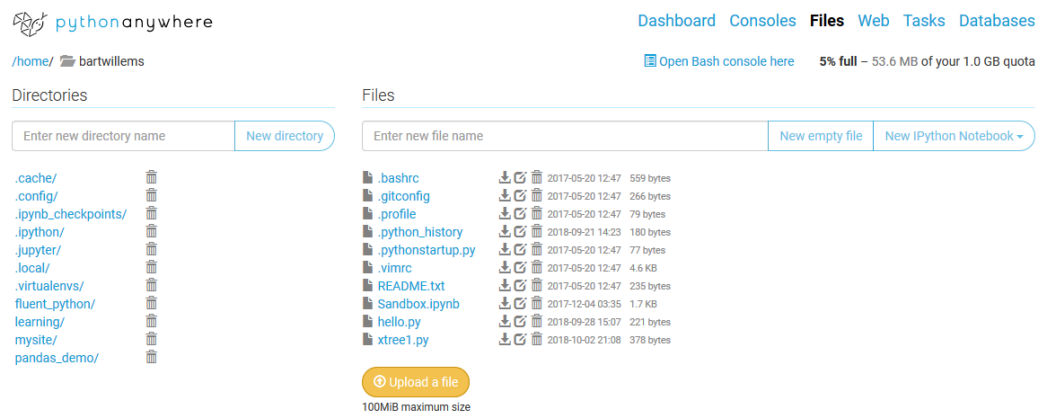 pythonanywhere
Dashboard Consoles Files Web Tasks Databases
/home/ bartwillems
Open Bash console here 5% full – 53.6 MB of your 1.0 GB quota
Directories
Enter new directory name New directory
.cache/
.config/
.ipynb_checkpoints/
.ipython/
.jupyter/
.local/
.virtualenvs/
fluent_python/
learning/
mysite/
pandas_demo/
Files
Enter new file name New empty file New IPython Notebook
.bashrc 2017-05-20 12:47 559 bytes
.gitconfig 2017-05-20 12:47 266 bytes
.profile 2017-05-20 12:47 79 bytes
.python_history 2018-09-21 14:23 180 bytes
.pythonstartup.py 2017-05-20 12:47 77 bytes
.vimrc 2017-05-20 12:47 4.6 KB
README.txt 2017-05-20 12:47 235 bytes
Sandbox.ipynb 2017-12-04 03:35 1.7 KB
hello.py 2018-09-28 15:07 221 bytes
xtree1.py 2018-10-02 21:08 378 bytes
Upload a file
100MiB maximum size